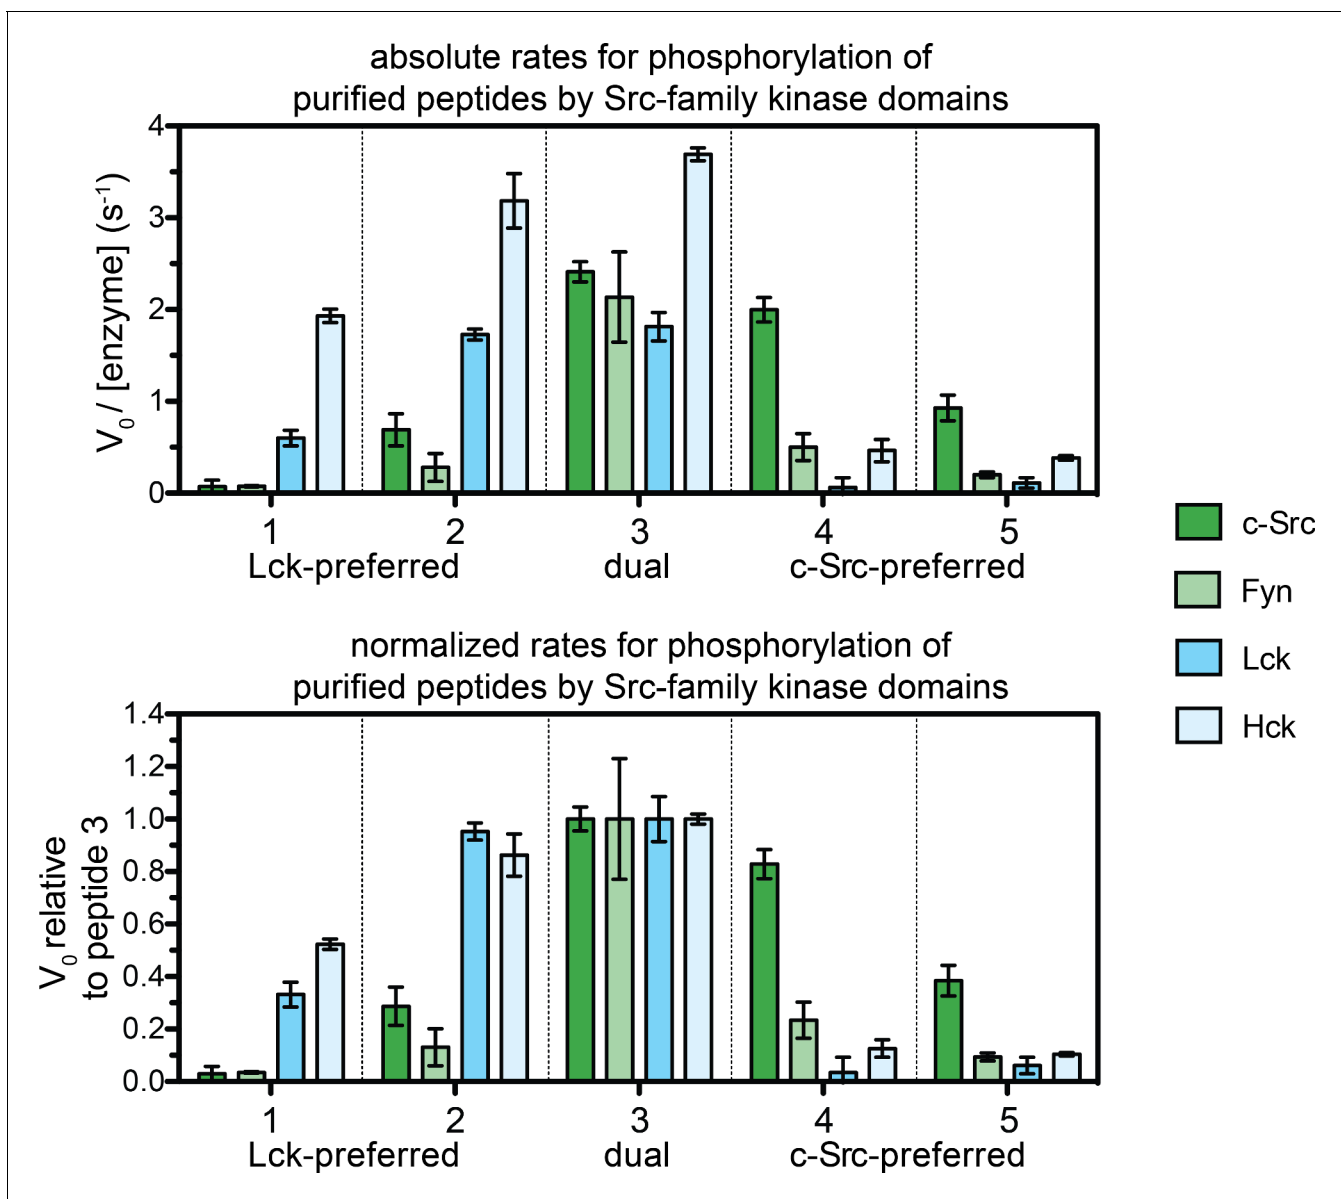 absolute rates for phosphorylation of
purified peptides by Src-family kinase domains
V₀ / [enzyme] (s⁻¹)
4
3
2
1
0
1 2 3 4 5
Lck-preferred dual c-Src-preferred
c-Src
Fyn
Lck
Hck
normalized rates for phosphorylation of
purified peptides by Src-family kinase domains
V₀ relative
to peptide 3
1.4
1.2
1.0
0.8
0.6
0.4
0.2
0.0
1 2 3 4 5
Lck-preferred dual c-Src-preferred